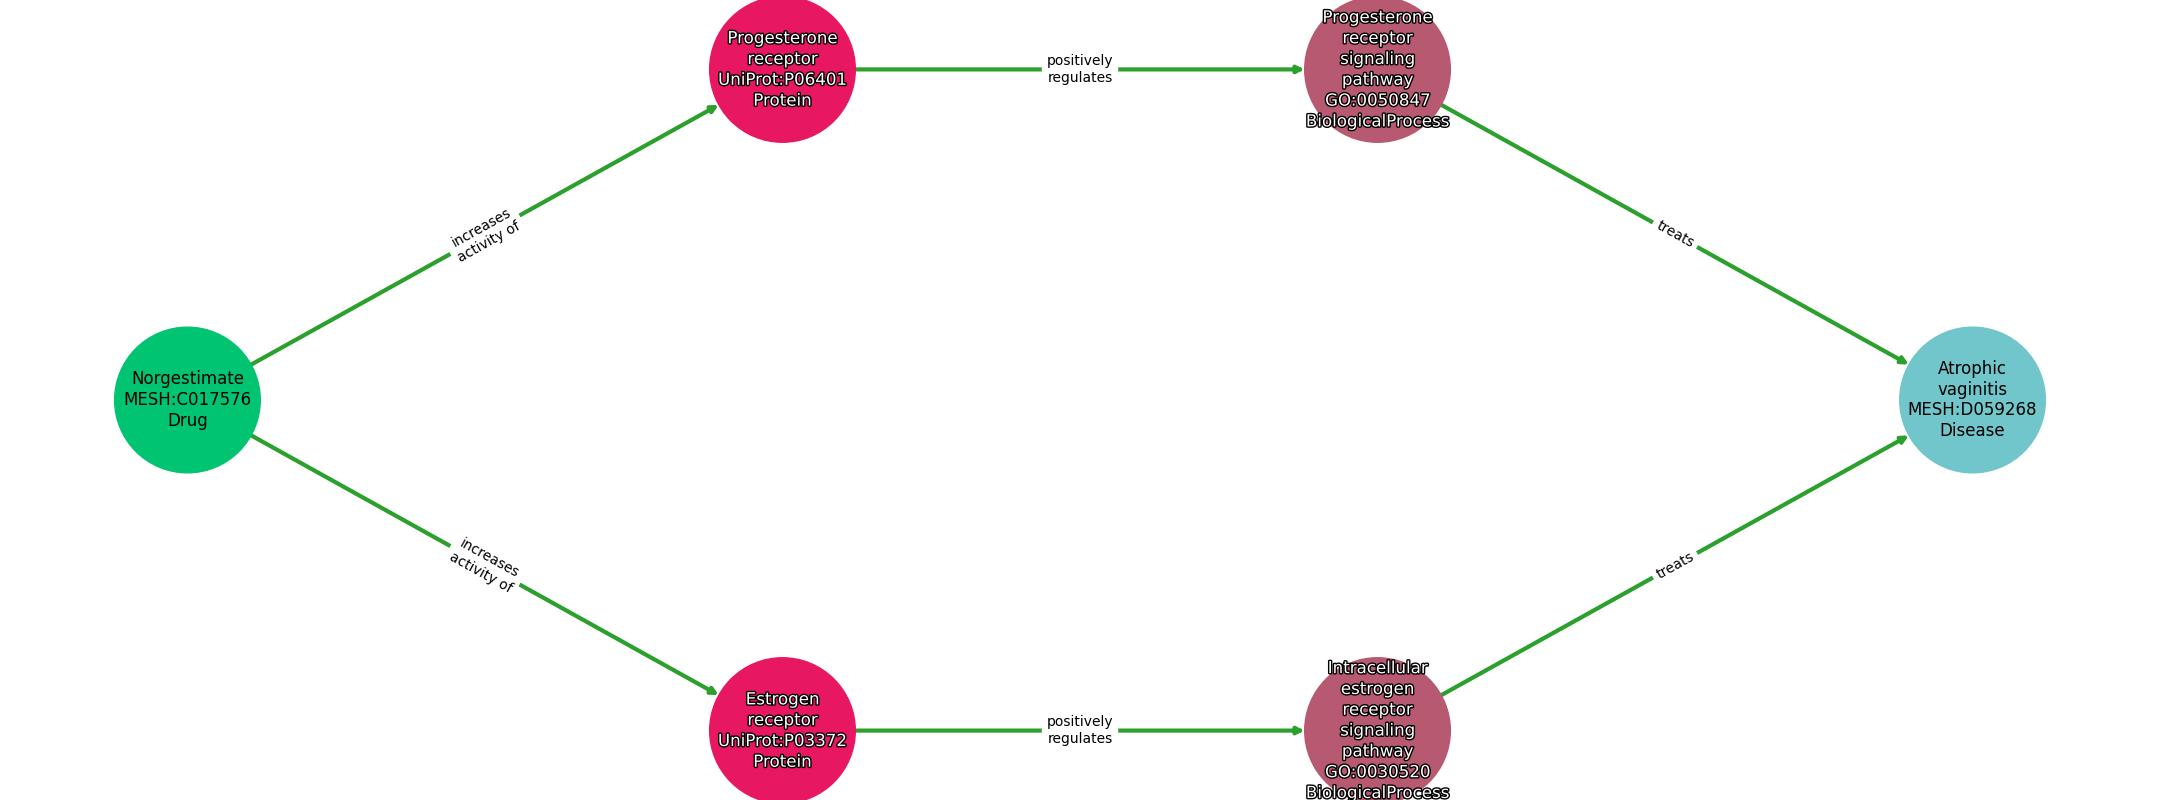 Progesterone
receptor
UniProt:P06401
Protein
positively
regulates
Progesterone
receptor
signaling
pathway
GO:0050847
BiologicalProcess
increases
activity of
treats
Norgestimate
MESH:C017576
Drug
Atrophic
vaginitis
MESH:D059268
Disease
increases
activity of
treats
Estrogen
receptor
UniProt:P03372
Protein
positively
regulates
Intracellular
estrogen
receptor
signaling
pathway
GO:0030520
BiologicalProcess